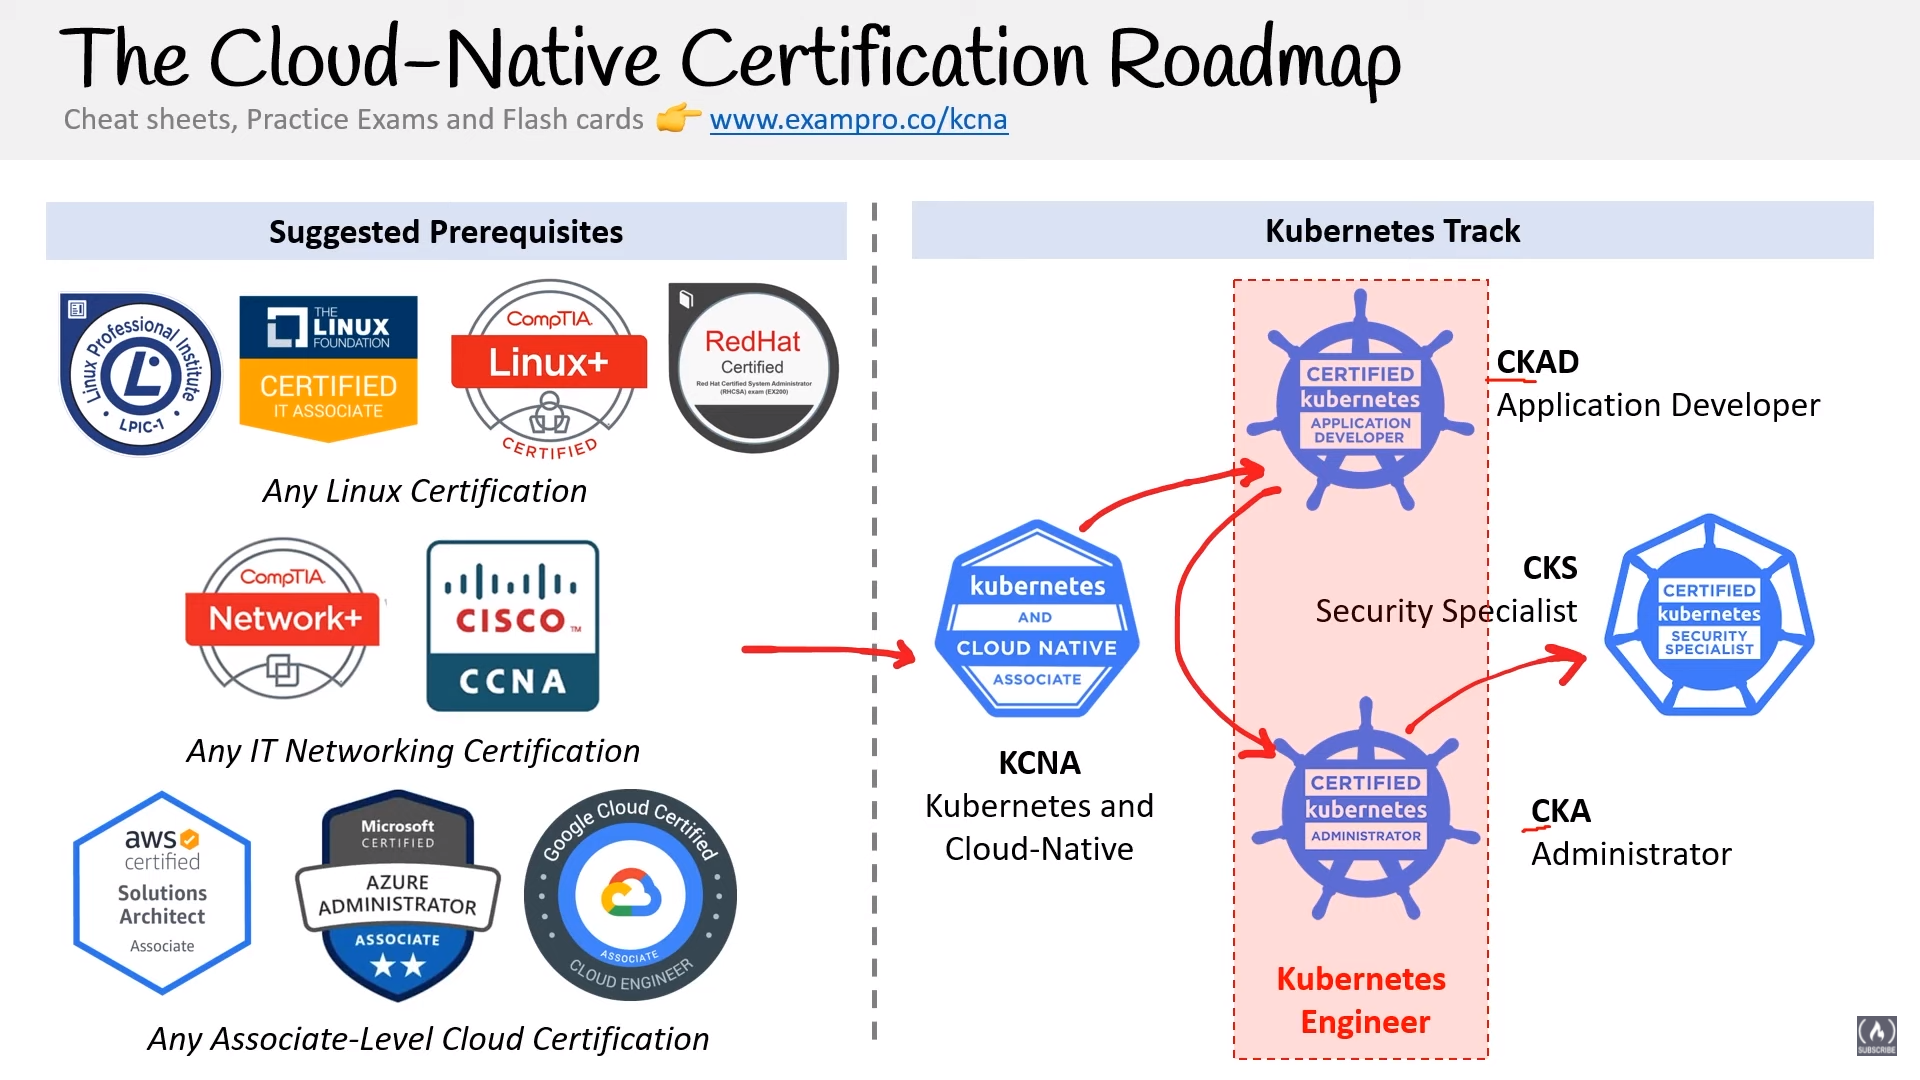 The Cloud-Native Certification Roadmap
Cheat sheets, Practice Exams and Flash cards 👉 www.exampro.co/kcna
Suggested Prerequisites
Linux Professional Institute
LPIC-1
THE
LINUX
FOUNDATION
CERTIFIED
IT ASSOCIATE
CompTIA
Linux+
CERTIFIED
RedHat
Certified
Red Hat Certified System Administrator
(RHCSA) exam (EX200)
Any Linux Certification
CompTIA
Network+
CISCO™
CCNA
Any IT Networking Certification
aws
certified
Solutions
Architect
Associate
Microsoft
CERTIFIED
AZURE
ADMINISTRATOR
ASSOCIATE
Google Cloud Certified
ASSOCIATE
CLOUD ENGINEER
Any Associate-Level Cloud Certification
Kubernetes Track
kubernetes
AND
CLOUD NATIVE
ASSOCIATE
KCNA
Kubernetes and
Cloud-Native
CERTIFIED
kubernetes
APPLICATION
DEVELOPER
CKAD
Application Developer
CKS
Security Specialist
CERTIFIED
kubernetes
SECURITY
SPECIALIST
CERTIFIED
kubernetes
ADMINISTRATOR
CKA
Administrator
Kubernetes
Engineer
SUBSCRIBE